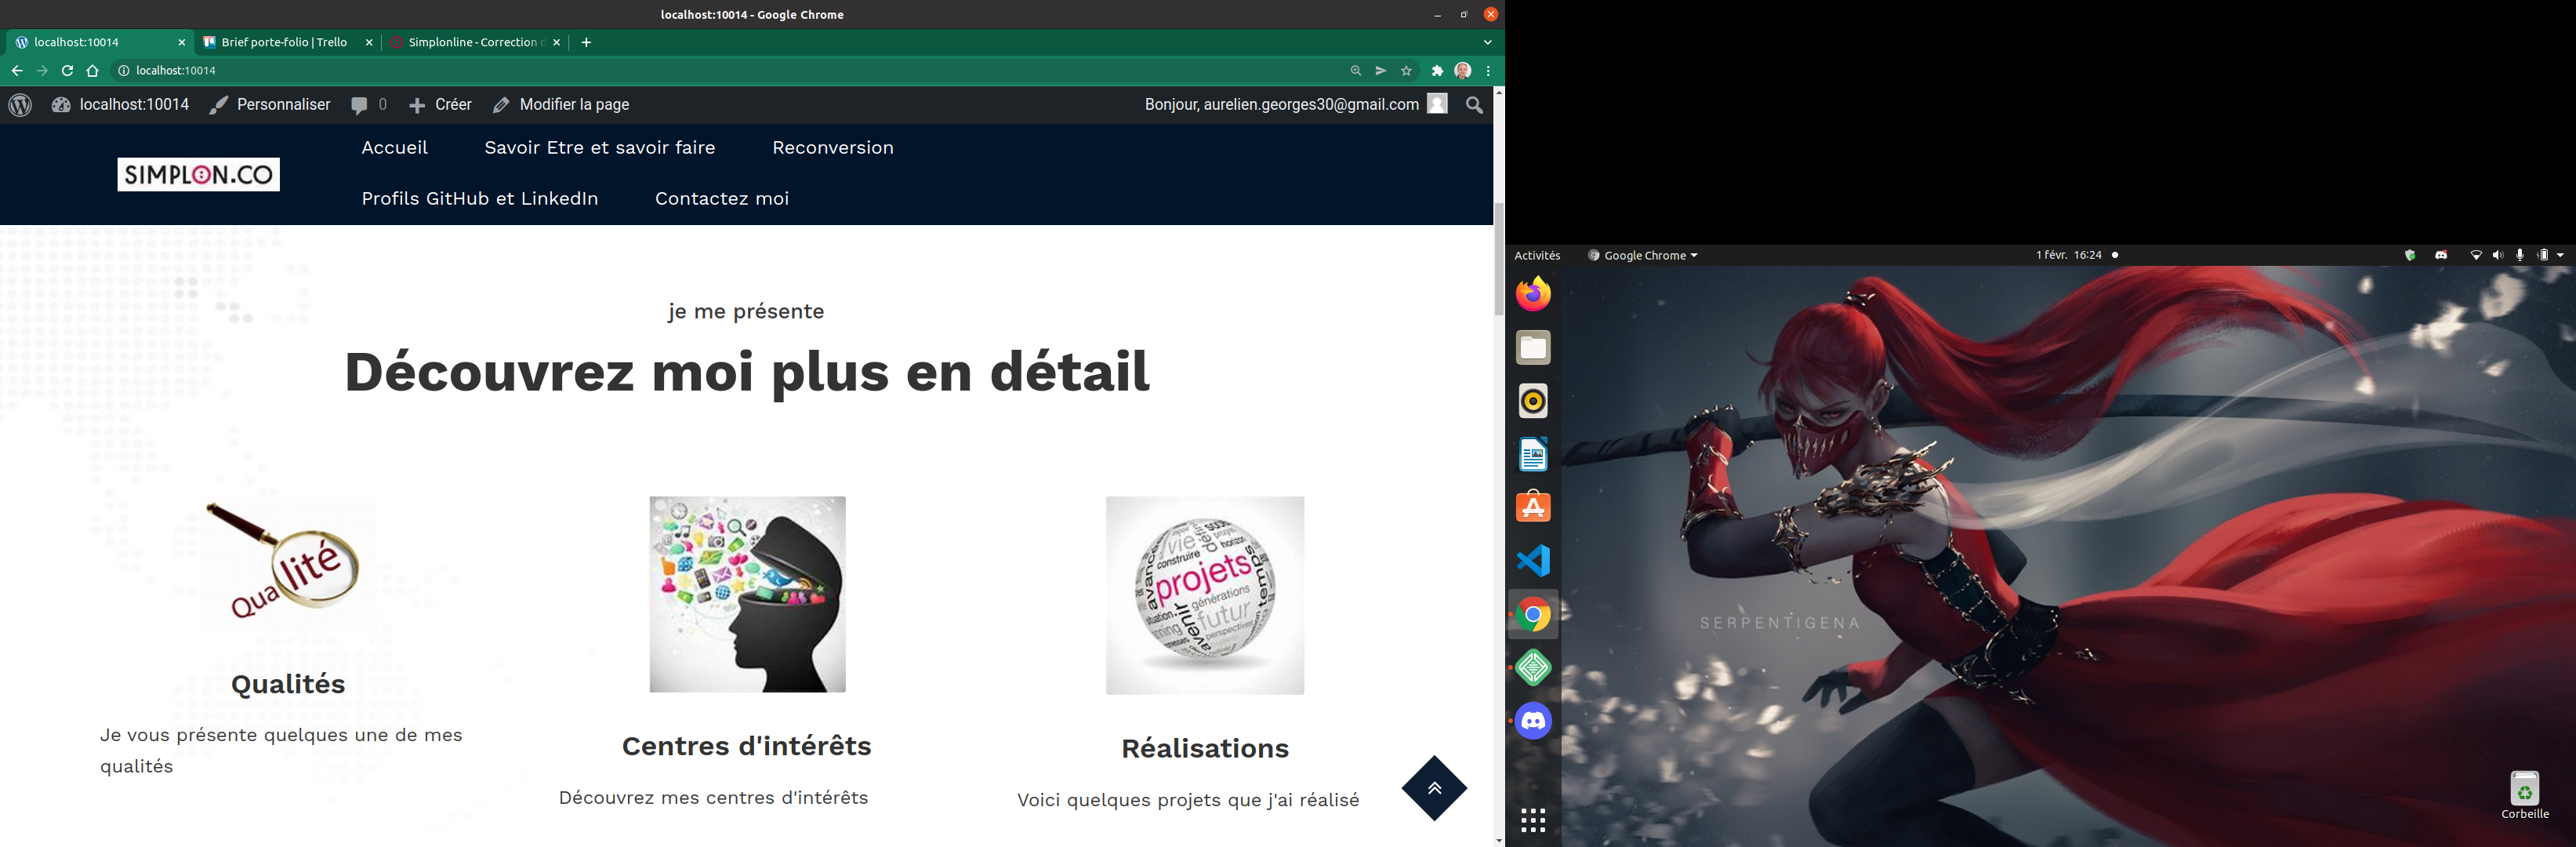 localhost:10014 - Google Chrome
localhost:10014
Brief porte-folio | Trello
Simplonline - Correction
localhost:10014
localhost:10014
Personnaliser
0
Créer
Modifier la page
Bonjour, aurelien.georges30@gmail.com
SIMPLON.CO
Accueil
Savoir Etre et savoir faire
Reconversion
Profils GitHub et LinkedIn
Contactez moi
je me présente
Découvrez moi plus en détail
Qualité
vie
construire
horizon
avance
projets
temps
générations
futur
avenir
situation
perspective
Qualités
Je vous présente quelques une de mes
qualités
Centres d'intérêts
Découvrez mes centres d'intérêts
Réalisations
Voici quelques projets que j'ai réalisé
Activités
Google Chrome
1 févr. 16:24
SERPENTIGENA
Corbeille